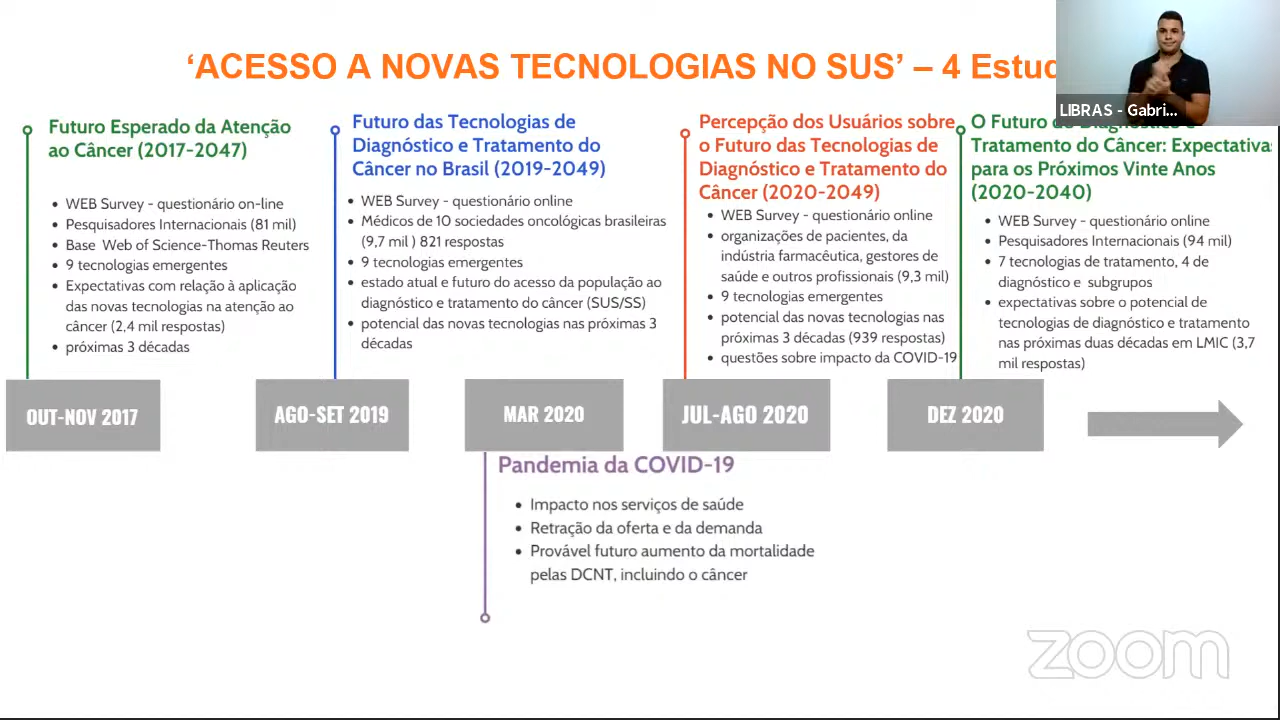 ‘ACESSO A NOVAS TECNOLOGIAS NO SUS’ – 4 Estud
LIBRAS - Gabri...
Futuro Esperado da Atenção
ao Câncer (2017-2047)
• WEB Survey - questionário on-line
• Pesquisadores Internacionais (81 mil)
• Base Web of Science-Thomas Reuters
• 9 tecnologias emergentes
• Expectativas com relação à aplicação
das novas tecnologias na atenção ao
câncer (2,4 mil respostas)
• próximas 3 décadas
Futuro das Tecnologias de
Diagnóstico e Tratamento do
Câncer no Brasil (2019-2049)
• WEB Survey - questionário online
• Médicos de 10 sociedades oncológicas brasileiras
(9,7 mil ) 821 respostas
• 9 tecnologias emergentes
• estado atual e futuro do acesso da população ao
diagnóstico e tratamento do câncer (SUS/SS)
• potencial das novas tecnologias nas próximas 3
décadas
Percepção dos Usuários sobre
o Futuro das Tecnologias de
Diagnóstico e Tratamento do
Câncer (2020-2049)
• WEB Survey - questionário online
• organizações de pacientes, da
indústria farmacêutica, gestores de
saúde e outros profissionais (9,3 mil)
• 9 tecnologias emergentes
• potencial das novas tecnologias nas
próximas 3 décadas (939 respostas)
• questões sobre impacto da COVID-19
O Futuro do Diagnóstico e
Tratamento do Câncer: Expectativas
para os Próximos Vinte Anos
(2020-2040)
• WEB Survey - questionário online
• Pesquisadores Internacionais (94 mil)
• 7 tecnologias de tratamento, 4 de
diagnóstico e subgrupos
• expectativas sobre o potencial de
tecnologias de diagnóstico e tratamento
nas próximas duas décadas em LMIC (3,7
mil respostas)
OUT-NOV 2017
AGO-SET 2019
MAR 2020
JUL-AGO 2020
DEZ 2020
Pandemia da COVID-19
• Impacto nos serviços de saúde
• Retração da oferta e da demanda
• Provável futuro aumento da mortalidade
pelas DCNT, incluindo o câncer
zoom